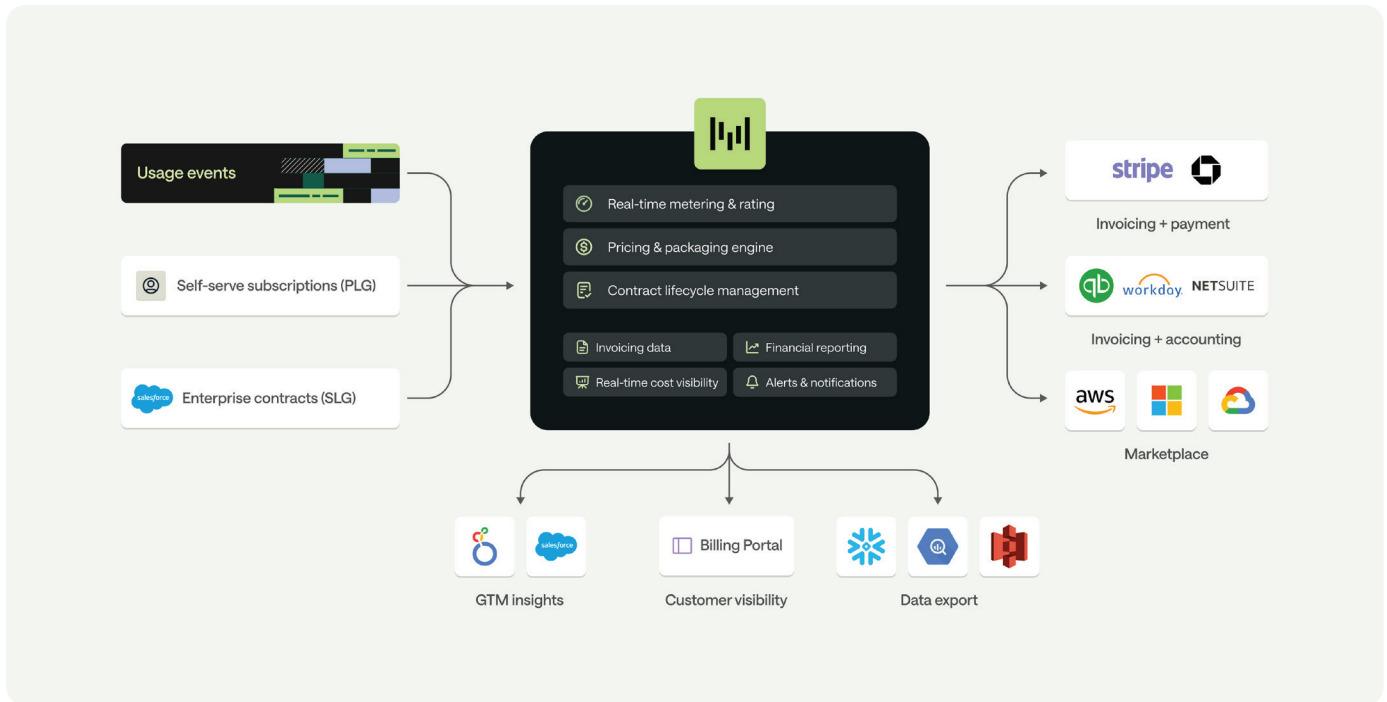 Usage events
Self-serve subscriptions (PLG)
salesforce
Enterprise contracts (SLG)
Real-time metering & rating
Pricing & packaging engine
Contract lifecycle management
Invoicing data
Financial reporting
Real-time cost visibility
Alerts & notifications
stripe
Invoicing + payment
qb
workday.
NETSUITE
Invoicing + accounting
aws
Marketplace
salesforce
GTM insights
Billing Portal
Customer visibility
Data export